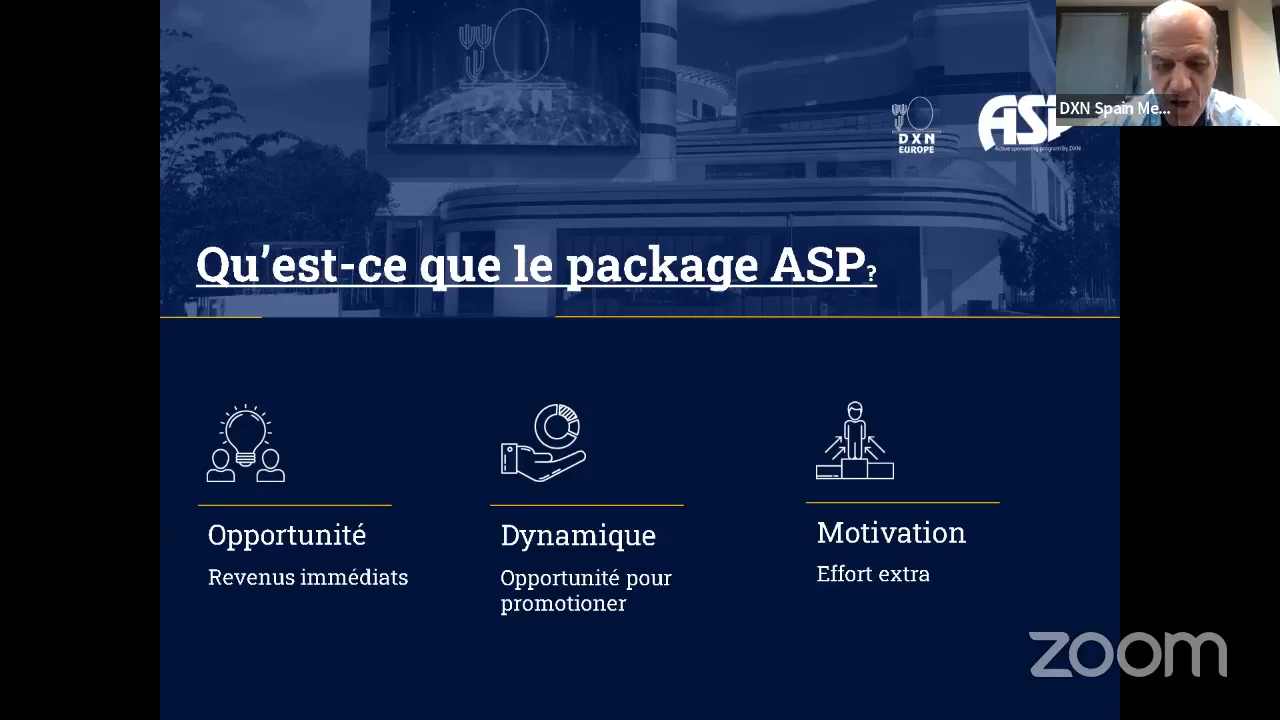 DXN
DXN
EUROPE
ASP
Active sponsoring program by DXN
DXN Spain Me...
Qu’est-ce que le package ASP?
Opportunité
Revenus immédiats
Dynamique
Opportunité pour
promotioner
Motivation
Effort extra
zoom